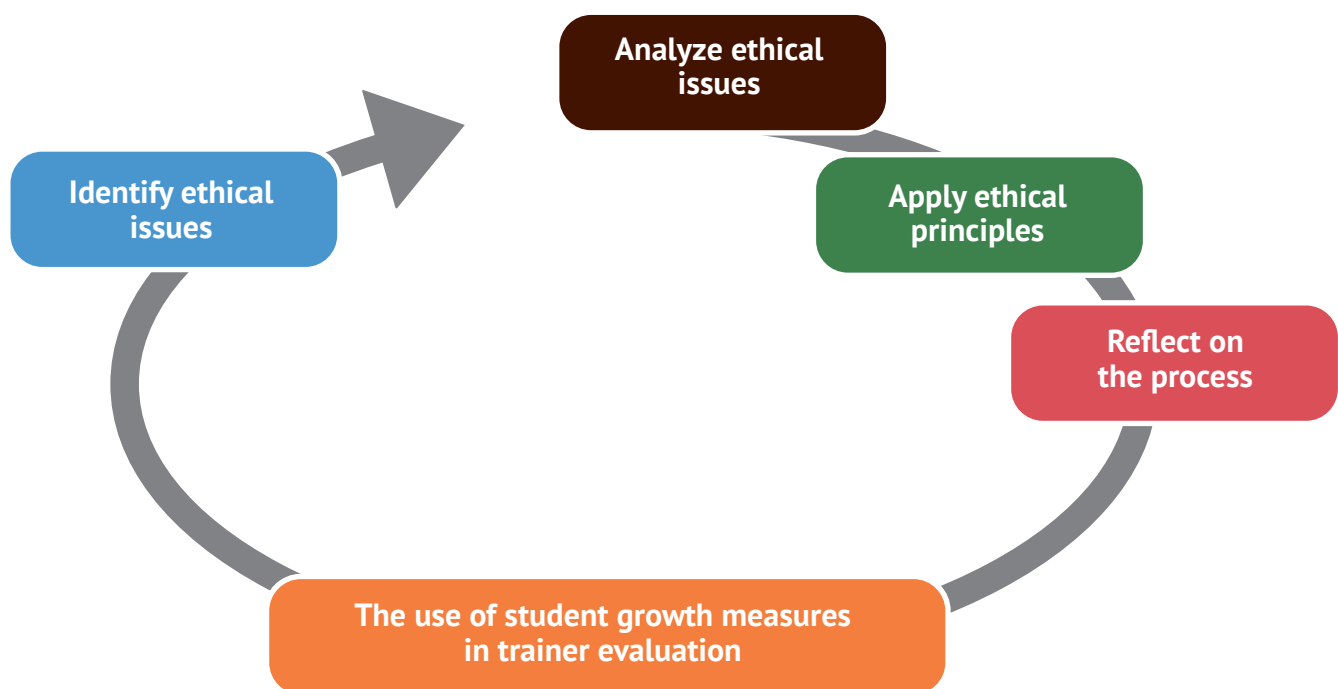 Analyze ethical
issues
Identify ethical
issues
Apply ethical
principles
Reflect on
the process
The use of student growth measures
in trainer evaluation